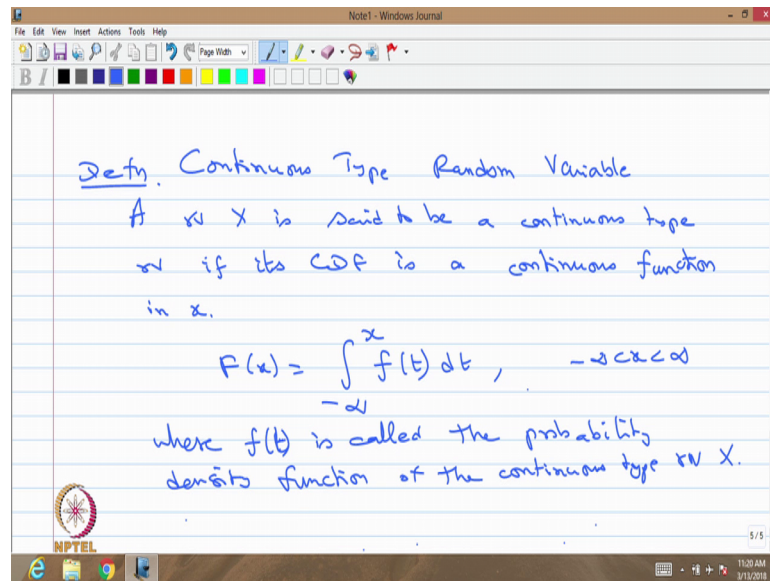 Note1 - Windows Journal
File Edit View Insert Actions Tools Help
Page Width
B I
Defn. Continuous Type Random Variable
A rv X is said to be a continuous type
rv if its CDF is a continuous function
in x.
F(x) = ∫_{-∞}^{x} f(t) dt, -∞<x<∞
where f(t) is called the probability
density function of the continuous type rv X.
NPTEL
5/5
11:20 AM
3/13/2018